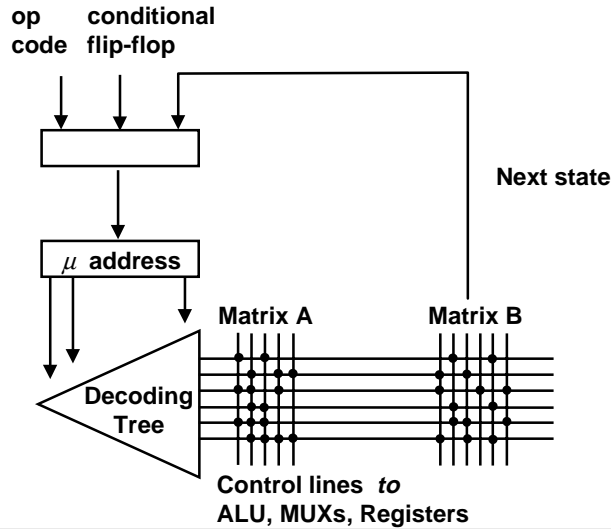 op conditional
code flip-flop
Next state
μ address
Matrix A Matrix B
Decoding
Tree
Control lines to
ALU, MUXs, Registers